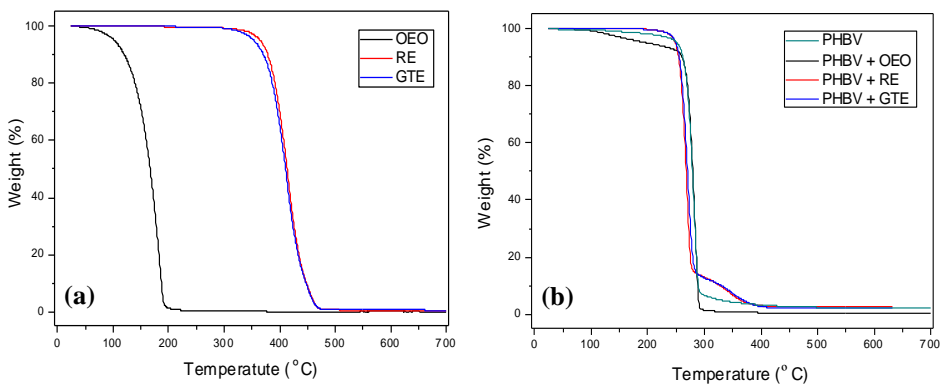 100
80
60
40
20
0
Weight (%)
OEO
RE
GTE
(a)
0 100 200 300 400 500 600 700
Temperatute (°C)
100
80
60
40
20
0
Weight (%)
PHBV
PHBV + OEO
PHBV + RE
PHBV + GTE
(b)
0 100 200 300 400 500 600 700
Temperature (°C)